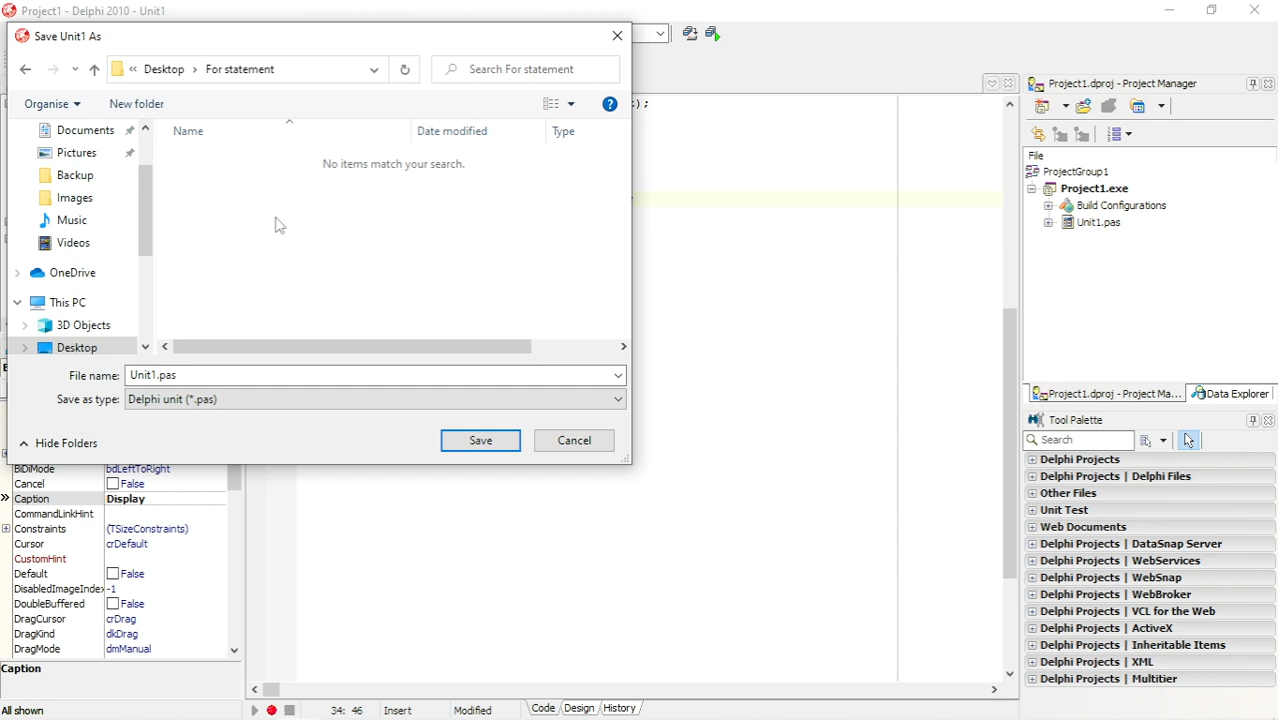 Project1 - Delphi 2010 - Unit1
Save Unit1 As
« Desktop › For statement
Search For statement
Organise
New folder
Name
Date modified
Type
No items match your search.
Documents
Pictures
Backup
Images
Music
Videos
OneDrive
This PC
3D Objects
Desktop
File name: Unit1.pas
Save as type: Delphi unit (*.pas)
Hide Folders
Save
Cancel
);
BiDiMode bdLeftToRight
Cancel False
Caption Display
CommandLinkHint
Constraints (TSizeConstraints)
Cursor crDefault
CustomHint
Default False
DisabledImageIndex -1
DoubleBuffered False
DragCursor crDrag
DragKind dkDrag
DragMode dmManual
Caption
All shown
34: 46
Insert
Modified
Code
Design
History
Project1.dproj - Project Manager
File
ProjectGroup1
Project1.exe
Build Configurations
Unit1.pas
Project1.dproj - Project Ma...
Data Explorer
Tool Palette
Search
Delphi Projects
Delphi Projects | Delphi Files
Other Files
Unit Test
Web Documents
Delphi Projects | DataSnap Server
Delphi Projects | WebServices
Delphi Projects | WebSnap
Delphi Projects | WebBroker
Delphi Projects | VCL for the Web
Delphi Projects | ActiveX
Delphi Projects | Inheritable Items
Delphi Projects | XML
Delphi Projects | Multitier